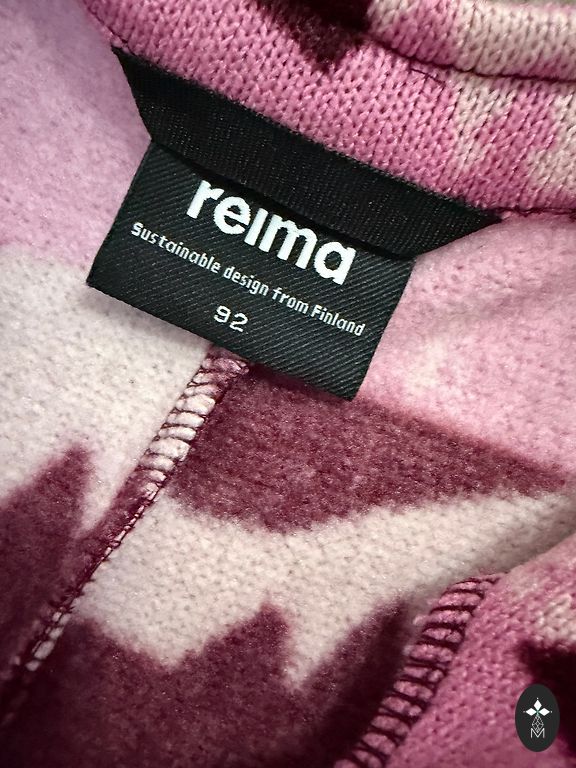 reima
Sustainable design from Finland
92